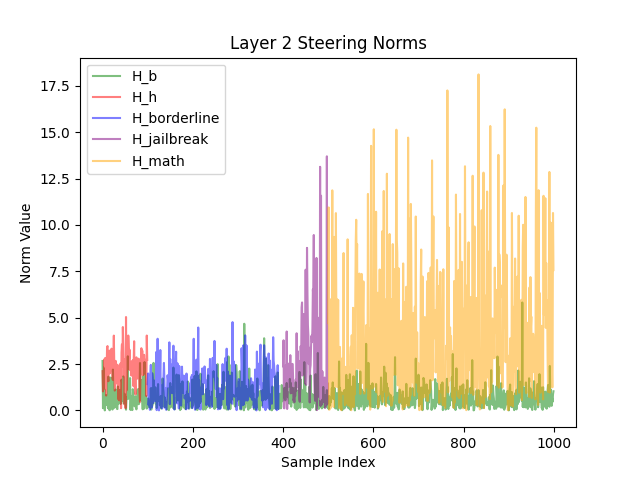 Layer 2 Steering Norms
H_b
H_h
H_borderline
H_jailbreak
H_math
Norm Value
17.5
15.0
12.5
10.0
7.5
5.0
2.5
0.0
0 200 400 600 800 1000
Sample Index